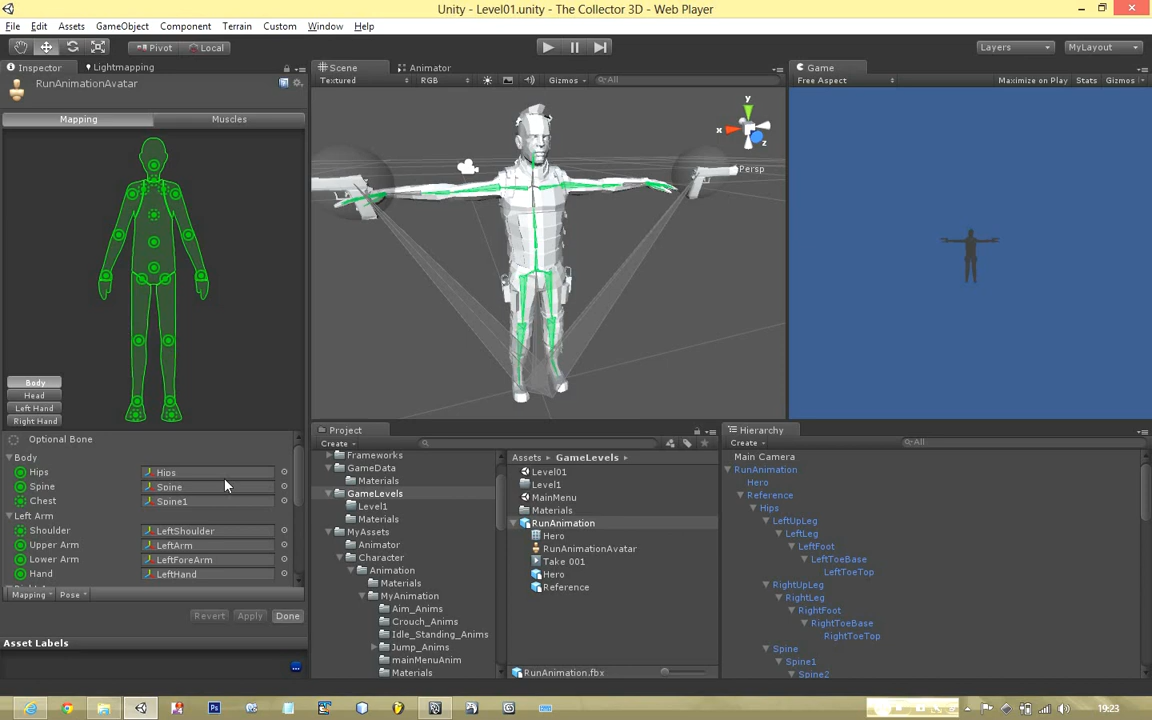 Unity - Level01.unity - The Collector 3D - Web Player
File Edit Assets GameObject Component Terrain Custom Window Help
Pivot Local Layers MyLayout
Inspector Lightmapping
RunAnimationAvatar
Mapping Muscles
Body
Head
Left Hand
Right Hand
Optional Bone
Body
Hips Hips
Spine Spine
Chest Spine1
Left Arm
Shoulder LeftShoulder
Upper Arm LeftArm
Lower Arm LeftForeArm
Hand LeftHand
Mapping Pose
Revert Apply Done
Asset Labels
Scene Animator
Textured RGB Gizmos All
y
x
z
Persp
Game
Free Aspect Maximize on Play Stats Gizmos
Project
Create
Frameworks
GameData
Materials
GameLevels
Level1
Materials
MyAssets
Animator
Character
Animation
Materials
MyAnimation
Aim_Anims
Crouch_Anims
Idle_Standing_Anims
Jump_Anims
mainMenuAnim
Materials
Assets GameLevels
Level01
Level1
MainMenu
Materials
RunAnimation
Hero
RunAnimationAvatar
Take 001
Hero
Reference
RunAnimation.fbx
Hierarchy
Create All
Main Camera
RunAnimation
Hero
Reference
Hips
LeftUpLeg
LeftLeg
LeftFoot
LeftToeBase
LeftToeTop
RightUpLeg
RightLeg
RightFoot
RightToeBase
RightToeTop
Spine
Spine1
Spine2
19:23